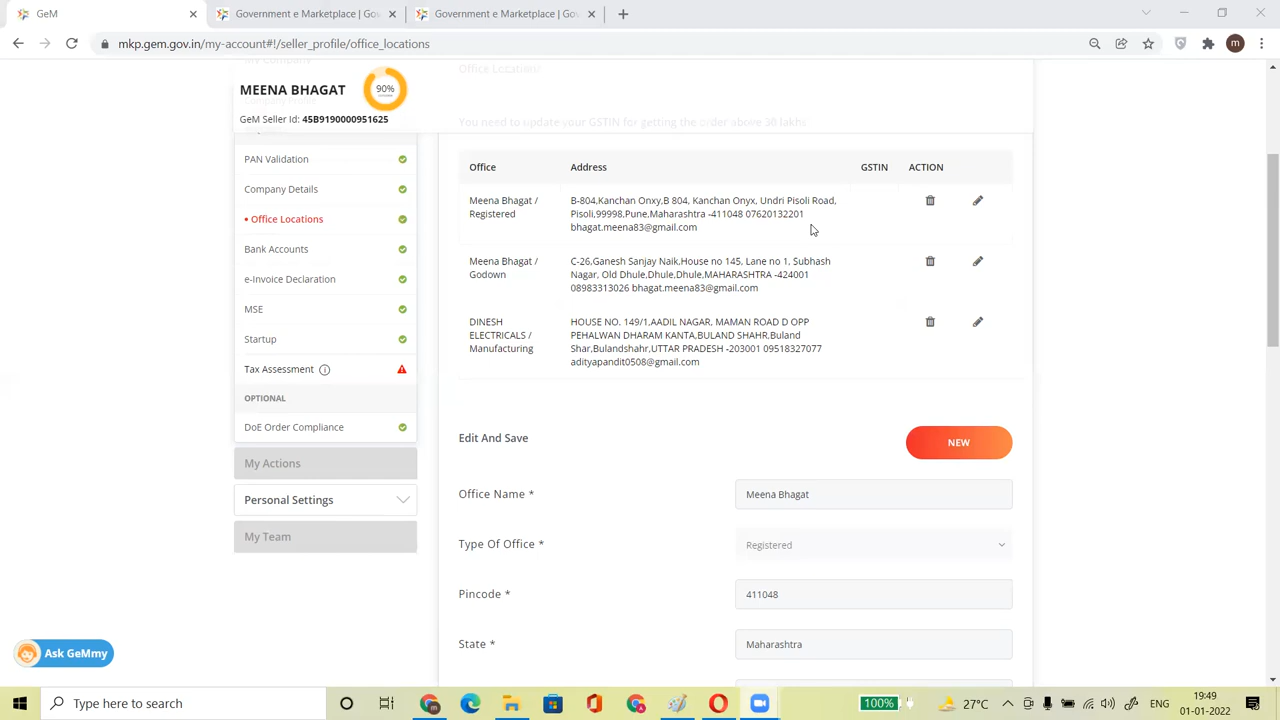 GeM
Government e Marketplace | Gov
Government e Marketplace | Gov
mkp.gem.gov.in/my-account#!/seller_profile/office_locations
m
My Company
Office Locations
MEENA BHAGAT
90%
GeM Seller Id: 45B9190000951625
You need to update your GSTIN for getting the order above 30 lakhs
PAN Validation
Company Details
• Office Locations
Bank Accounts
e-Invoice Declaration
MSE
Startup
Tax Assessment
OPTIONAL
DoE Order Compliance
My Actions
Personal Settings
My Team
Office Address GSTIN ACTION
Meena Bhagat /
Registered
B-804,Kanchan Onyx,B 804, Kanchan Onyx, Undri Pisoli Road,
Pisoli,99998,Pune,Maharashtra -411048 07620132201
bhagat.meena83@gmail.com
Meena Bhagat /
Godown
C-26,Ganesh Sanjay Naik,House no 145, Lane no 1, Subhash
Nagar, Old Dhule,Dhule,Dhule,MAHARASHTRA -424001
08983313026 bhagat.meena83@gmail.com
DINESH
ELECTRICALS /
Manufacturing
HOUSE NO. 149/1,AADIL NAGAR, MAMAN ROAD D OPP
PEHALWAN DHARAM KANTA,BULAND SHAHR,Buland
Shar,Bulandshahr,UTTAR PRADESH -203001 09518327077
adityapandit0508@gmail.com
Edit And Save
NEW
Office Name * Meena Bhagat
Type Of Office * Registered
Pincode * 411048
State * Maharashtra
Ask GeMmy
Type here to search
100%
27°C
ENG
19:49
01-01-2022